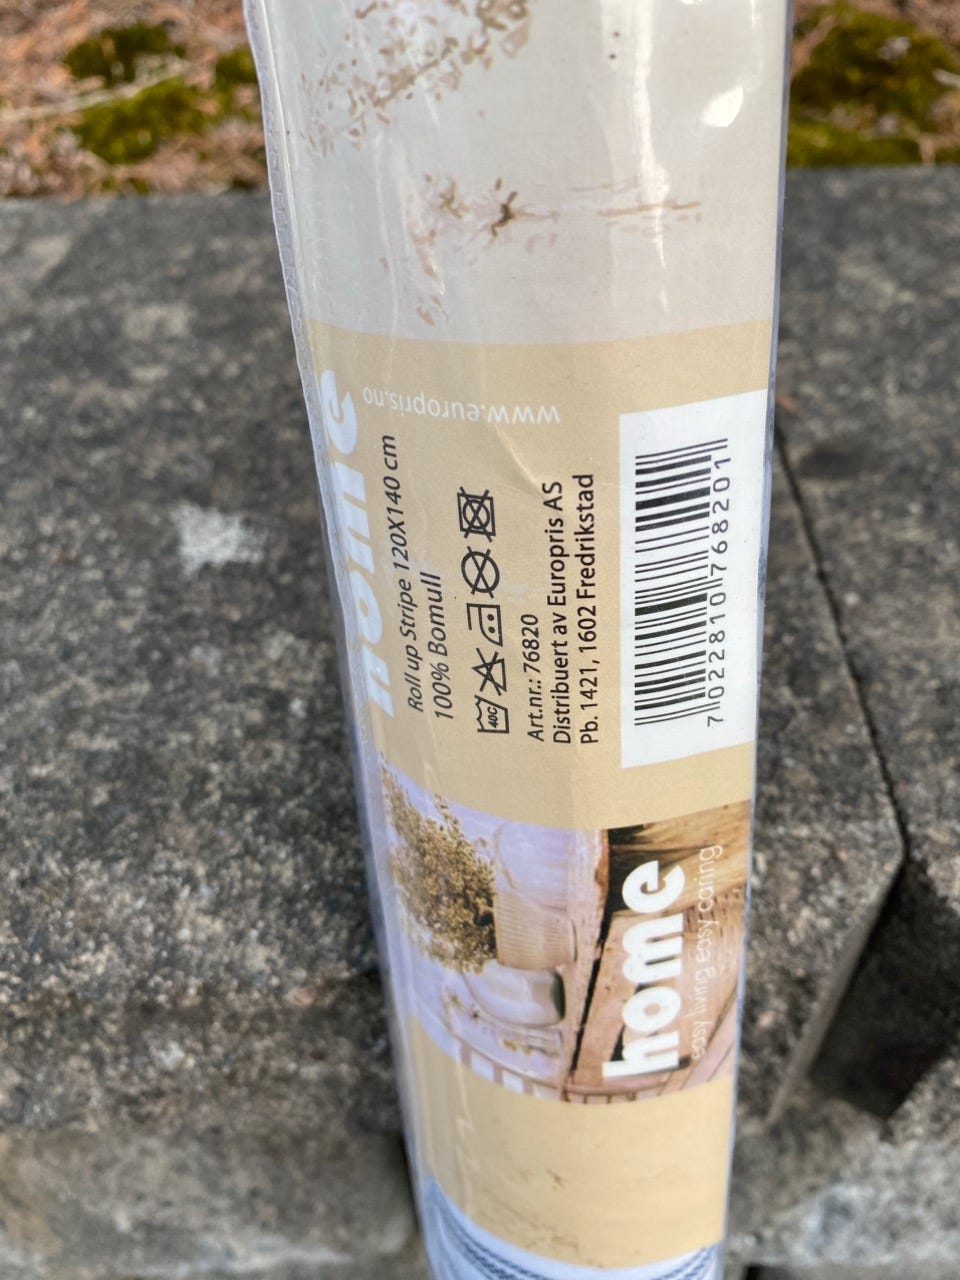 home
www.europris.no
Roll up Stripe 120X140 cm
100% Bomull
40C
Art.nr.: 76820
Distribuert av Europris AS
Pb. 1421, 1602 Fredrikstad
7 022810 768201
home
easy living easy caring